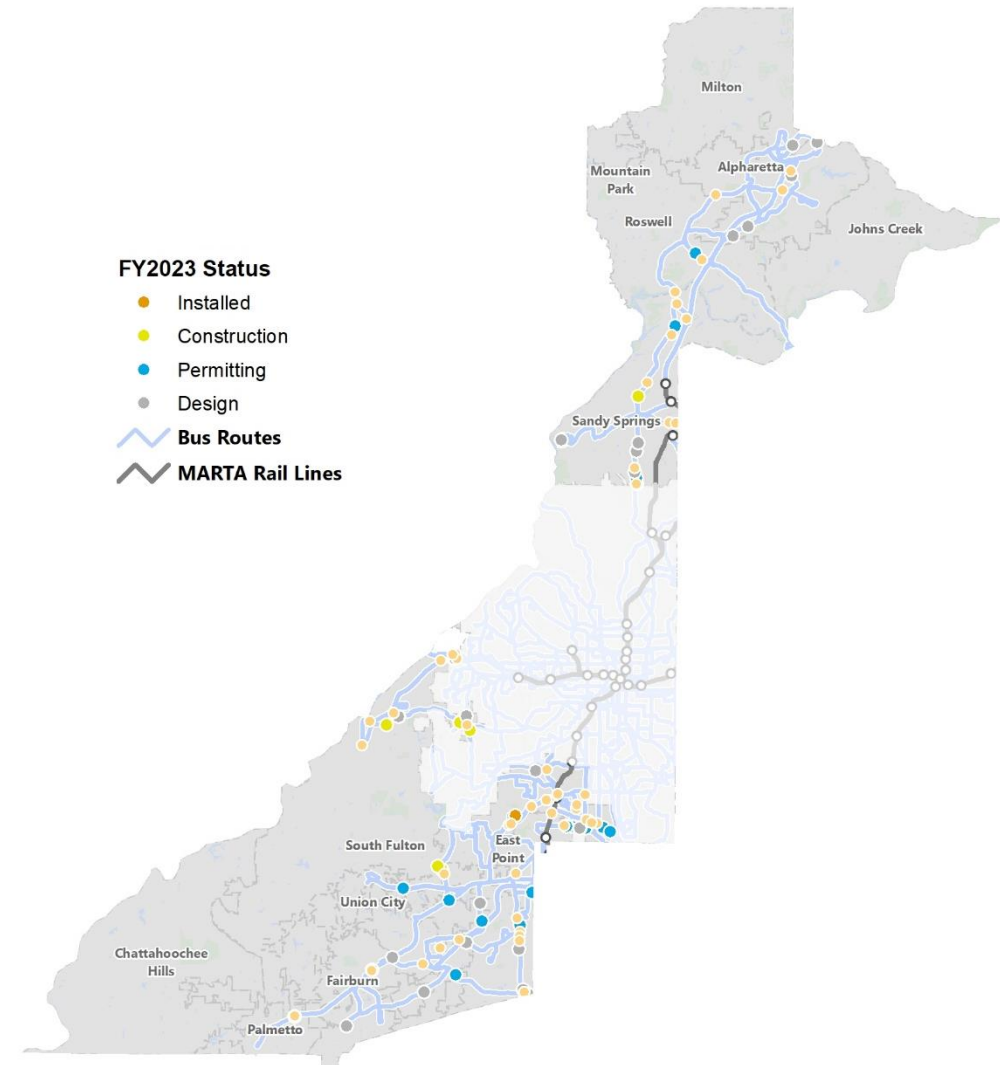 Milton
Mountain
Park
Alpharetta
Roswell
Johns Creek
FY2023 Status
Installed
Construction
Permitting
Design
Bus Routes
MARTA Rail Lines
Sandy Springs
South Fulton
East
Point
Union City
Chattahoochee
Hills
Fairburn
Palmetto